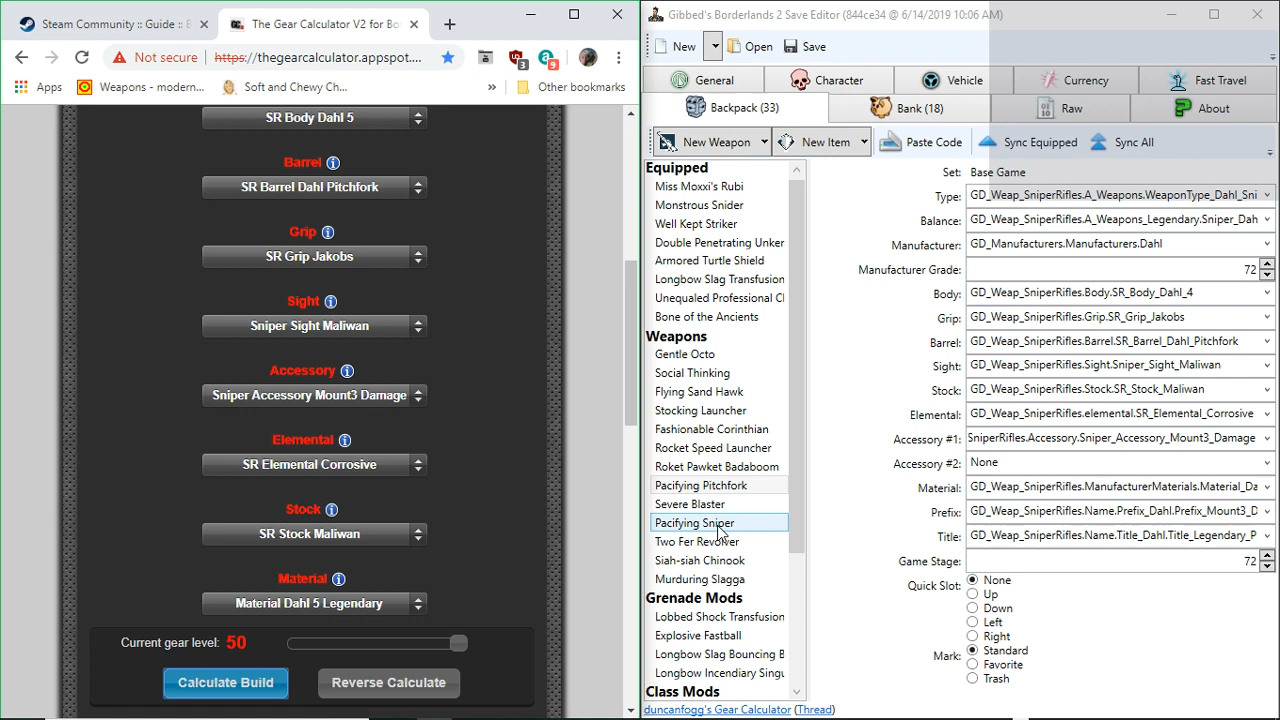 Steam Community :: Guide :: B
The Gear Calculator V2 for Bo
Not secure
https://thegearcalculator.appspot....
3
9
Apps
Weapons - modern...
Soft and Chewy Ch...
»
Other bookmarks
SR Body Dahl 5
Barrel
SR Barrel Dahl Pitchfork
Grip
SR Grip Jakobs
Sight
Sniper Sight Maliwan
Accessory
Sniper Accessory Mount3 Damage
Elemental
SR Elemental Corrosive
Stock
SR Stock Maliwan
Material
Material Dahl 5 Legendary
Current gear level: 50
Calculate Build
Reverse Calculate
Gibbed's Borderlands 2 Save Editor (844ce34 @ 6/14/2019 10:06 AM)
New
Open
Save
General
Character
Vehicle
Currency
Fast Trav
Backpack (33)
Bank (18)
Raw
About
New Weapon
New Item
Paste Code
Sync Equipped
Sync All
Equipped
Miss Moxxi's Rubi
Monstrous Snider
Well Kept Striker
Double Penetrating Unker
Armored Turtle Shield
Longbow Slag Transfusion
Unequaled Professional Cl
Bone of the Ancients
Weapons
Gentle Octo
Social Thinking
Flying Sand Hawk
Stocking Launcher
Fashionable Corinthian
Rocket Speed Launcher
Roket Pawket Badaboom
Pacifying Pitchfork
Severe Blaster
Pacifying Sniper
Two Fer Revolver
Siah-siah Chinook
Murduring Slagga
Grenade Mods
Lobbed Shock Transfusion
Explosive Fastball
Longbow Slag Bouncing B
Longbow Incendiary Singu
Class Mods
duncanfogg's Gear Calculator (Thread)
Set: Base Game
Type: GD_Weap_SniperRifles.A_Weapons.WeaponType_Dahl_Sni
Balance: GD_Weap_SniperRifles.A_Weapons_Legendary.Sniper_Dah
Manufacturer: GD_Manufacturers.Manufacturers.Dahl
Manufacturer Grade: 72
Body: GD_Weap_SniperRifles.Body.SR_Body_Dahl_4
Grip: GD_Weap_SniperRifles.Grip.SR_Grip_Jakobs
Barrel: GD_Weap_SniperRifles.Barrel.SR_Barrel_Dahl_Pitchfork
Sight: GD_Weap_SniperRifles.Sight.Sniper_Sight_Maliwan
Stock: GD_Weap_SniperRifles.Stock.SR_Stock_Maliwan
Elemental: GD_Weap_SniperRifles.elemental.SR_Elemental_Corrosive
Accessory #1: SniperRifles.Accessory.Sniper_Accessory_Mount3_Damage
Accessory #2: None
Material: GD_Weap_SniperRifles.ManufacturerMaterials.Material_Da
Prefix: GD_Weap_SniperRifles.Name.Prefix_Dahl.Prefix_Mount3_D
Title: GD_Weap_SniperRifles.Name.Title_Dahl.Title_Legendary_P
Game Stage: 72
Quick Slot: None
Up
Down
Left
Right
Mark: Standard
Favorite
Trash